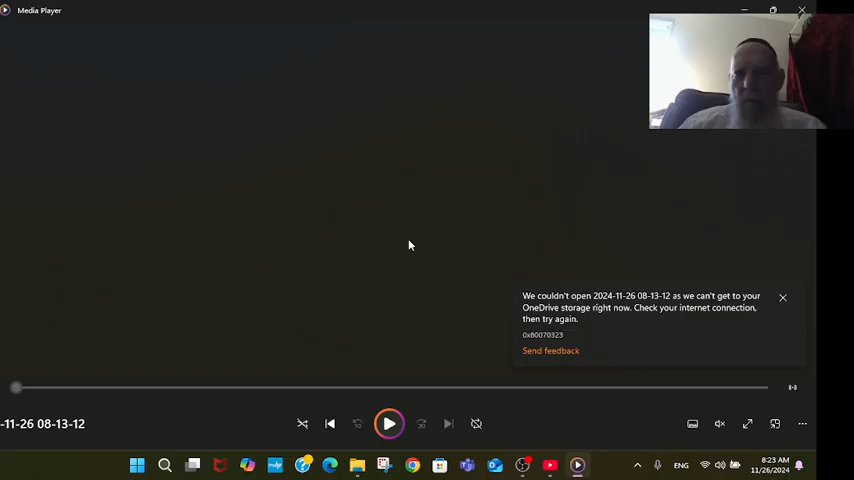 Media Player
We couldn't open 2024-11-26 08-13-12 as we can't get to your
OneDrive storage right now. Check your internet connection,
then try again.
0x80070323
Send feedback
-11-26 08-13-12
10
30
ENG
8:23 AM
11/26/2024